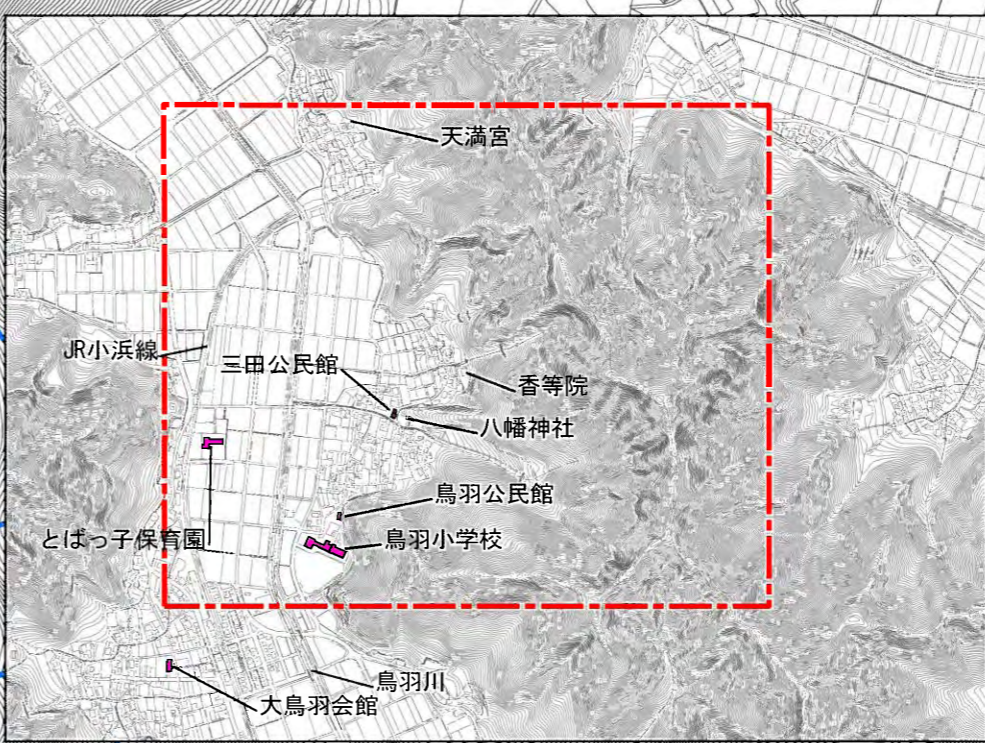 天満宮
JR小浜線
三田公民館
香等院
八幡神社
鳥羽公民館
とばっ子保育園
鳥羽小学校
鳥羽川
大鳥羽会館